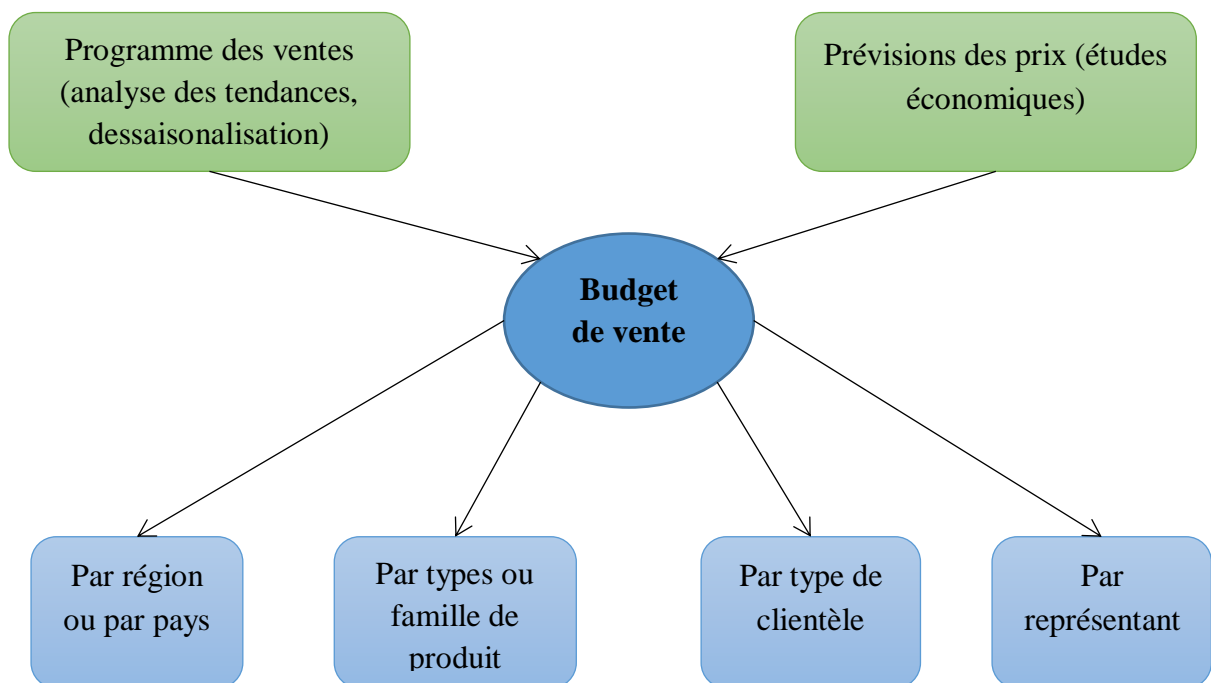 Programme des ventes
(analyse des tendances,
dessaisonalisation)
Prévisions des prix (études
économiques)
Budget
de vente
Par région
ou par pays
Par types ou
famille de
produit
Par type de
clientèle
Par
représentant